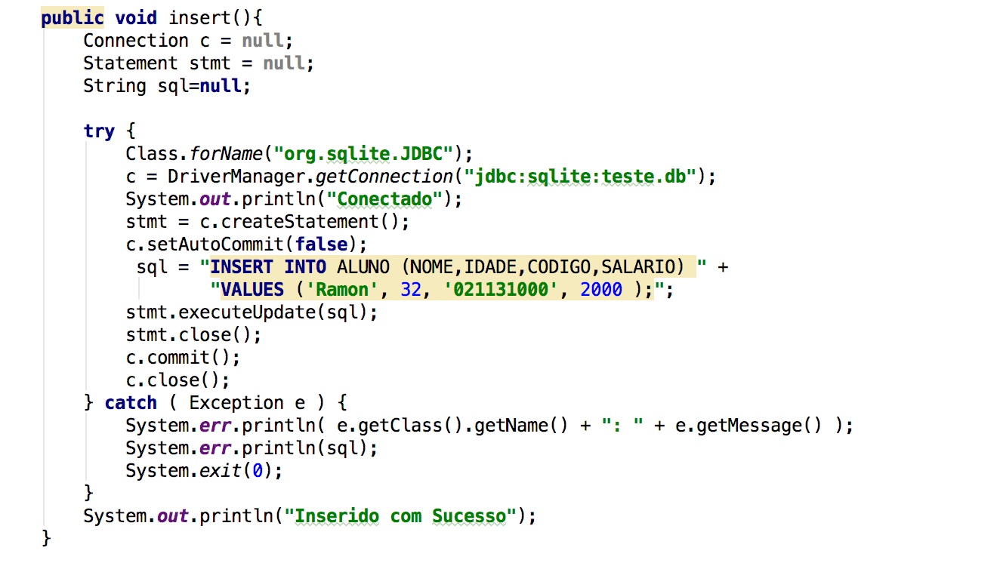 public void insert(){
Connection c = null;
Statement stmt = null;
String sql=null;
try {
Class.forName("org.sqlite.JDBC");
c = DriverManager.getConnection("jdbc:sqlite:teste.db");
System.out.println("Conectado");
stmt = c.createStatement();
c.setAutoCommit(false);
sql = "INSERT INTO ALUNO (NOME,IDADE,CODIGO,SALARIO) " +
"VALUES ('Ramon', 32, '021131000', 2000 );";
stmt.executeUpdate(sql);
stmt.close();
c.commit();
c.close();
} catch ( Exception e ) {
System.err.println( e.getClass().getName() + ": " + e.getMessage() );
System.err.println(sql);
System.exit(0);
}
System.out.println("Inserido com Sucesso");
}